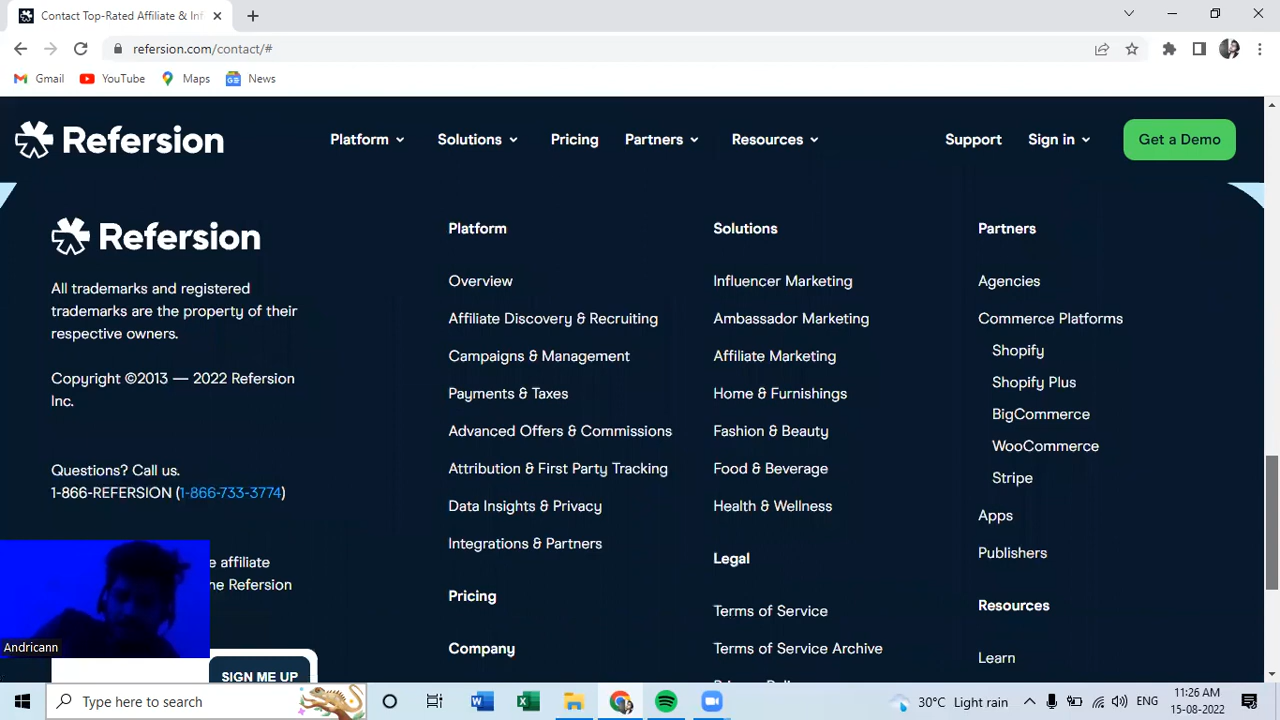 Contact Top-Rated Affiliate & Inf
refersion.com/contact/#
Gmail
YouTube
Maps
News
Refersion
Platform
Solutions
Pricing
Partners
Resources
Support
Sign in
Get a Demo
Refersion
All trademarks and registered
trademarks are the property of their
respective owners.
Copyright ©2013 — 2022 Refersion
Inc.
Questions? Call us.
1-866-REFERSION (1-866-733-3774)
e affiliate
e Refersion
SIGN ME UP
Platform
Overview
Affiliate Discovery & Recruiting
Campaigns & Management
Payments & Taxes
Advanced Offers & Commissions
Attribution & First Party Tracking
Data Insights & Privacy
Integrations & Partners
Pricing
Company
Solutions
Influencer Marketing
Ambassador Marketing
Affiliate Marketing
Home & Furnishings
Fashion & Beauty
Food & Beverage
Health & Wellness
Legal
Terms of Service
Terms of Service Archive
Partners
Agencies
Commerce Platforms
Shopify
Shopify Plus
BigCommerce
WooCommerce
Stripe
Apps
Publishers
Resources
Learn
Andricann
Type here to search
30°C Light rain
ENG
11:26 AM
15-08-2022